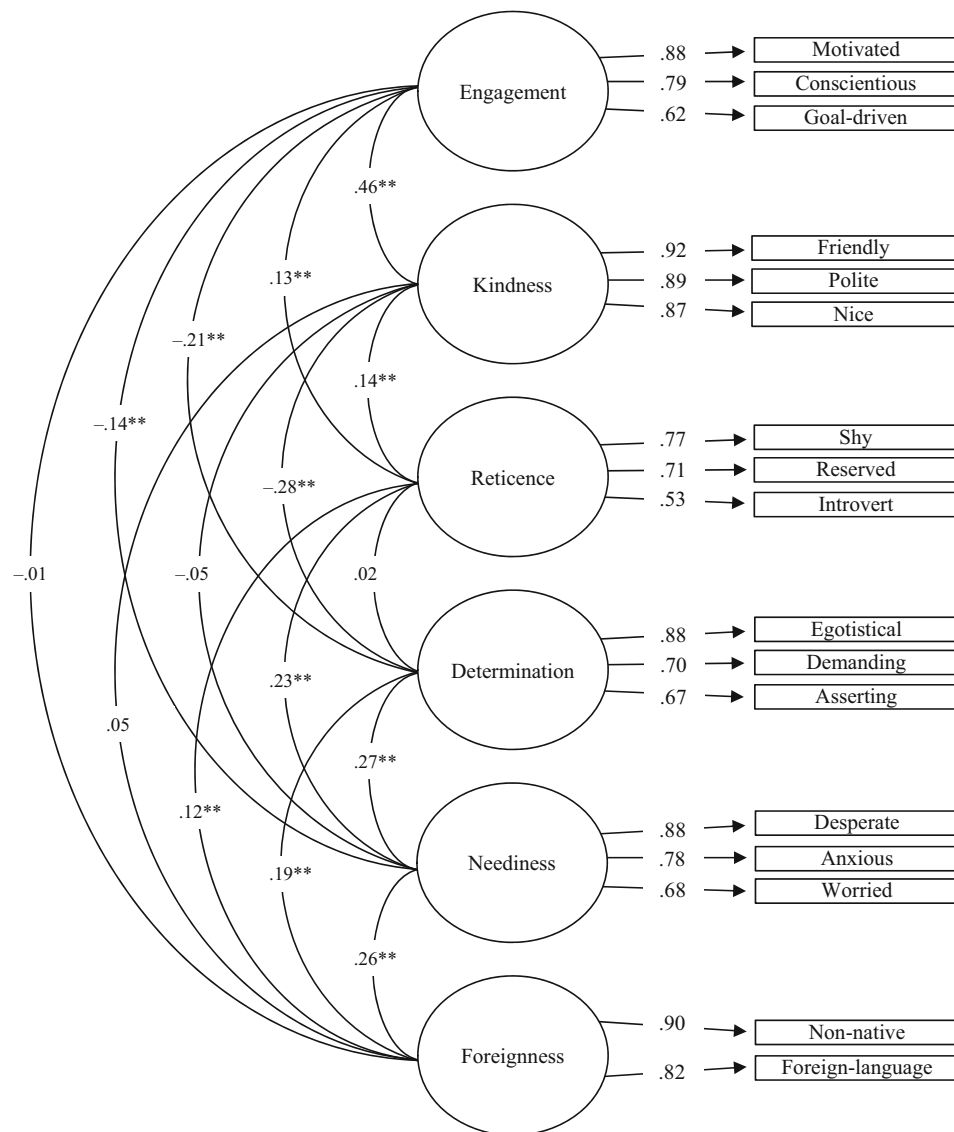 .88 Motivated
Engagement .79 Conscientious
.62 Goal-driven
.46**
.92 Friendly
.13** Kindness .89 Polite
.87 Nice
–.21**
.14**
–.14**
.77 Shy
Reticence .71 Reserved
–.28**
.53 Introvert
–.01 –.05 .02
.88 Egotistical
Determination .70 Demanding
.23**
.67 Asserting
.05
.27**
.12**
.88 Desperate
Neediness .78 Anxious
.19**
.68 Worried
.26**
.90 Non-native
Foreignness
.82 Foreign-language